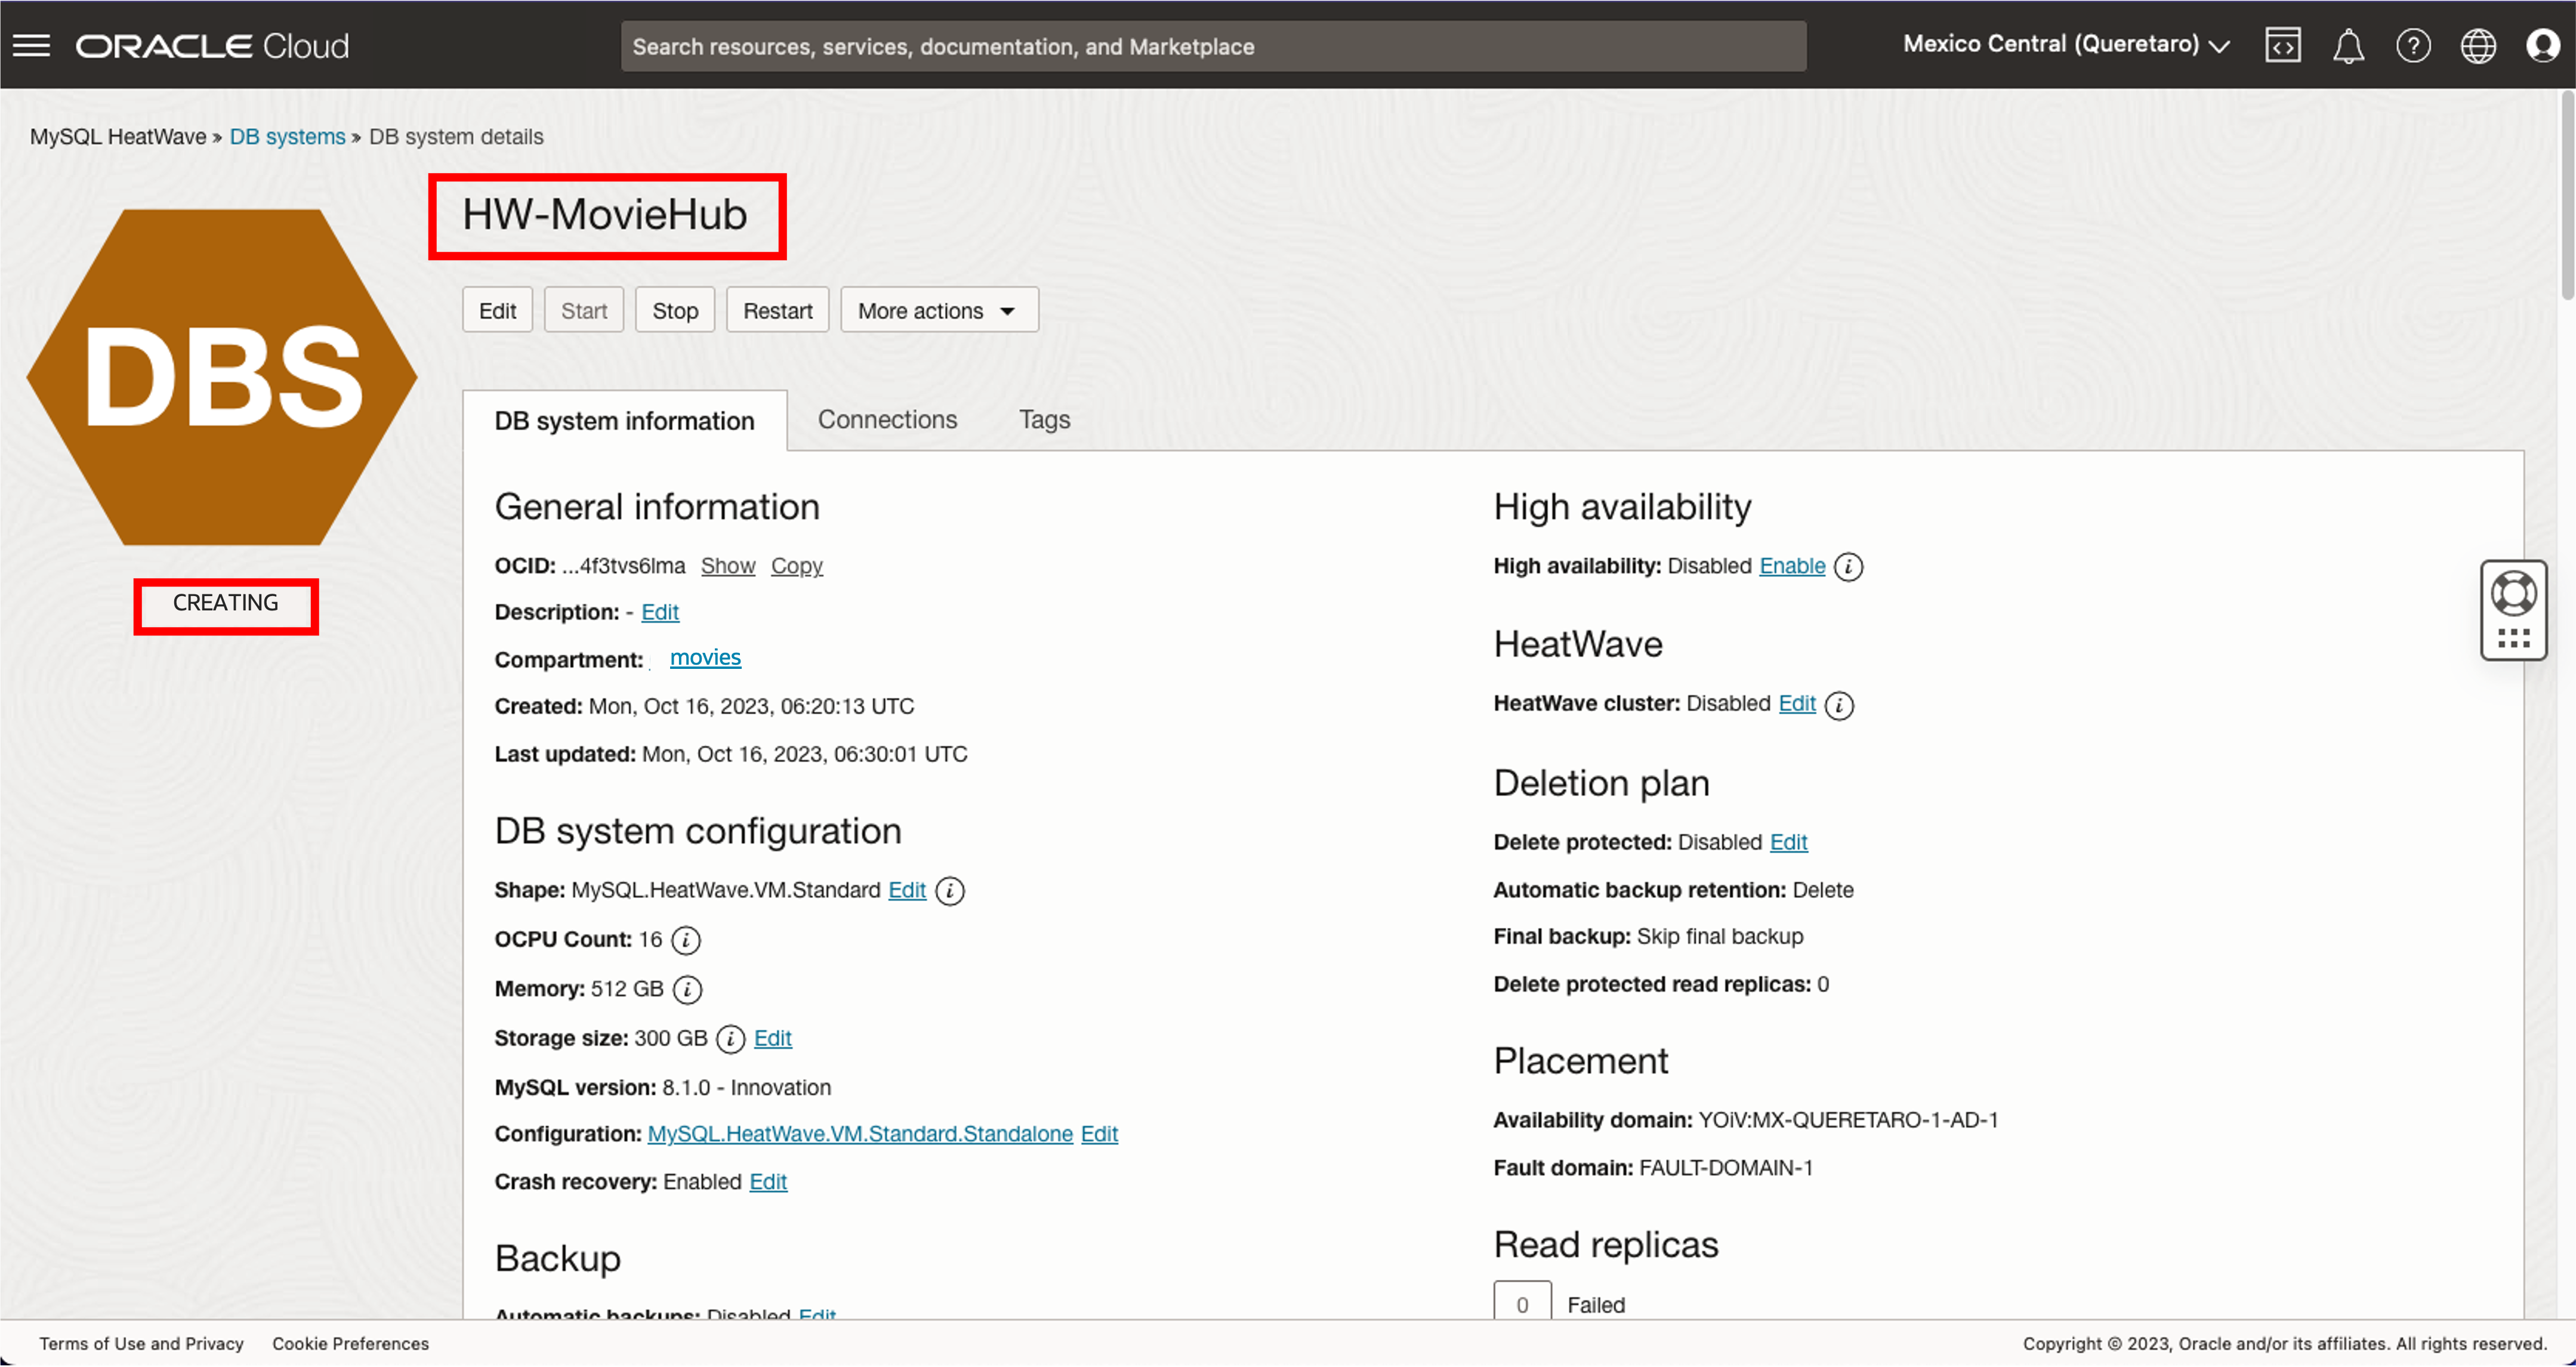 ORACLE Cloud
Search resources, services, documentation, and Marketplace
Mexico Central (Queretaro)
MySQL HeatWave » DB systems » DB system details
HW-MovieHub
Edit Start Stop Restart More actions
DBS
CREATING
DB system information Connections Tags
General information
OCID: ...4f3tvs6lma Show Copy
Description: - Edit
Compartment: movies
Created: Mon, Oct 16, 2023, 06:20:13 UTC
Last updated: Mon, Oct 16, 2023, 06:30:01 UTC
DB system configuration
Shape: MySQL.HeatWave.VM.Standard Edit
OCPU Count: 16
Memory: 512 GB
Storage size: 300 GB Edit
MySQL version: 8.1.0 - Innovation
Configuration: MySQL.HeatWave.VM.Standard.Standalone Edit
Crash recovery: Enabled Edit
Backup
Automatic backups: Disabled Edit
High availability
High availability: Disabled Enable
HeatWave
HeatWave cluster: Disabled Edit
Deletion plan
Delete protected: Disabled Edit
Automatic backup retention: Delete
Final backup: Skip final backup
Delete protected read replicas: 0
Placement
Availability domain: YOiV:MX-QUERETARO-1-AD-1
Fault domain: FAULT-DOMAIN-1
Read replicas
0 Failed
Terms of Use and Privacy Cookie Preferences
Copyright © 2023, Oracle and/or its affiliates. All rights reserved.